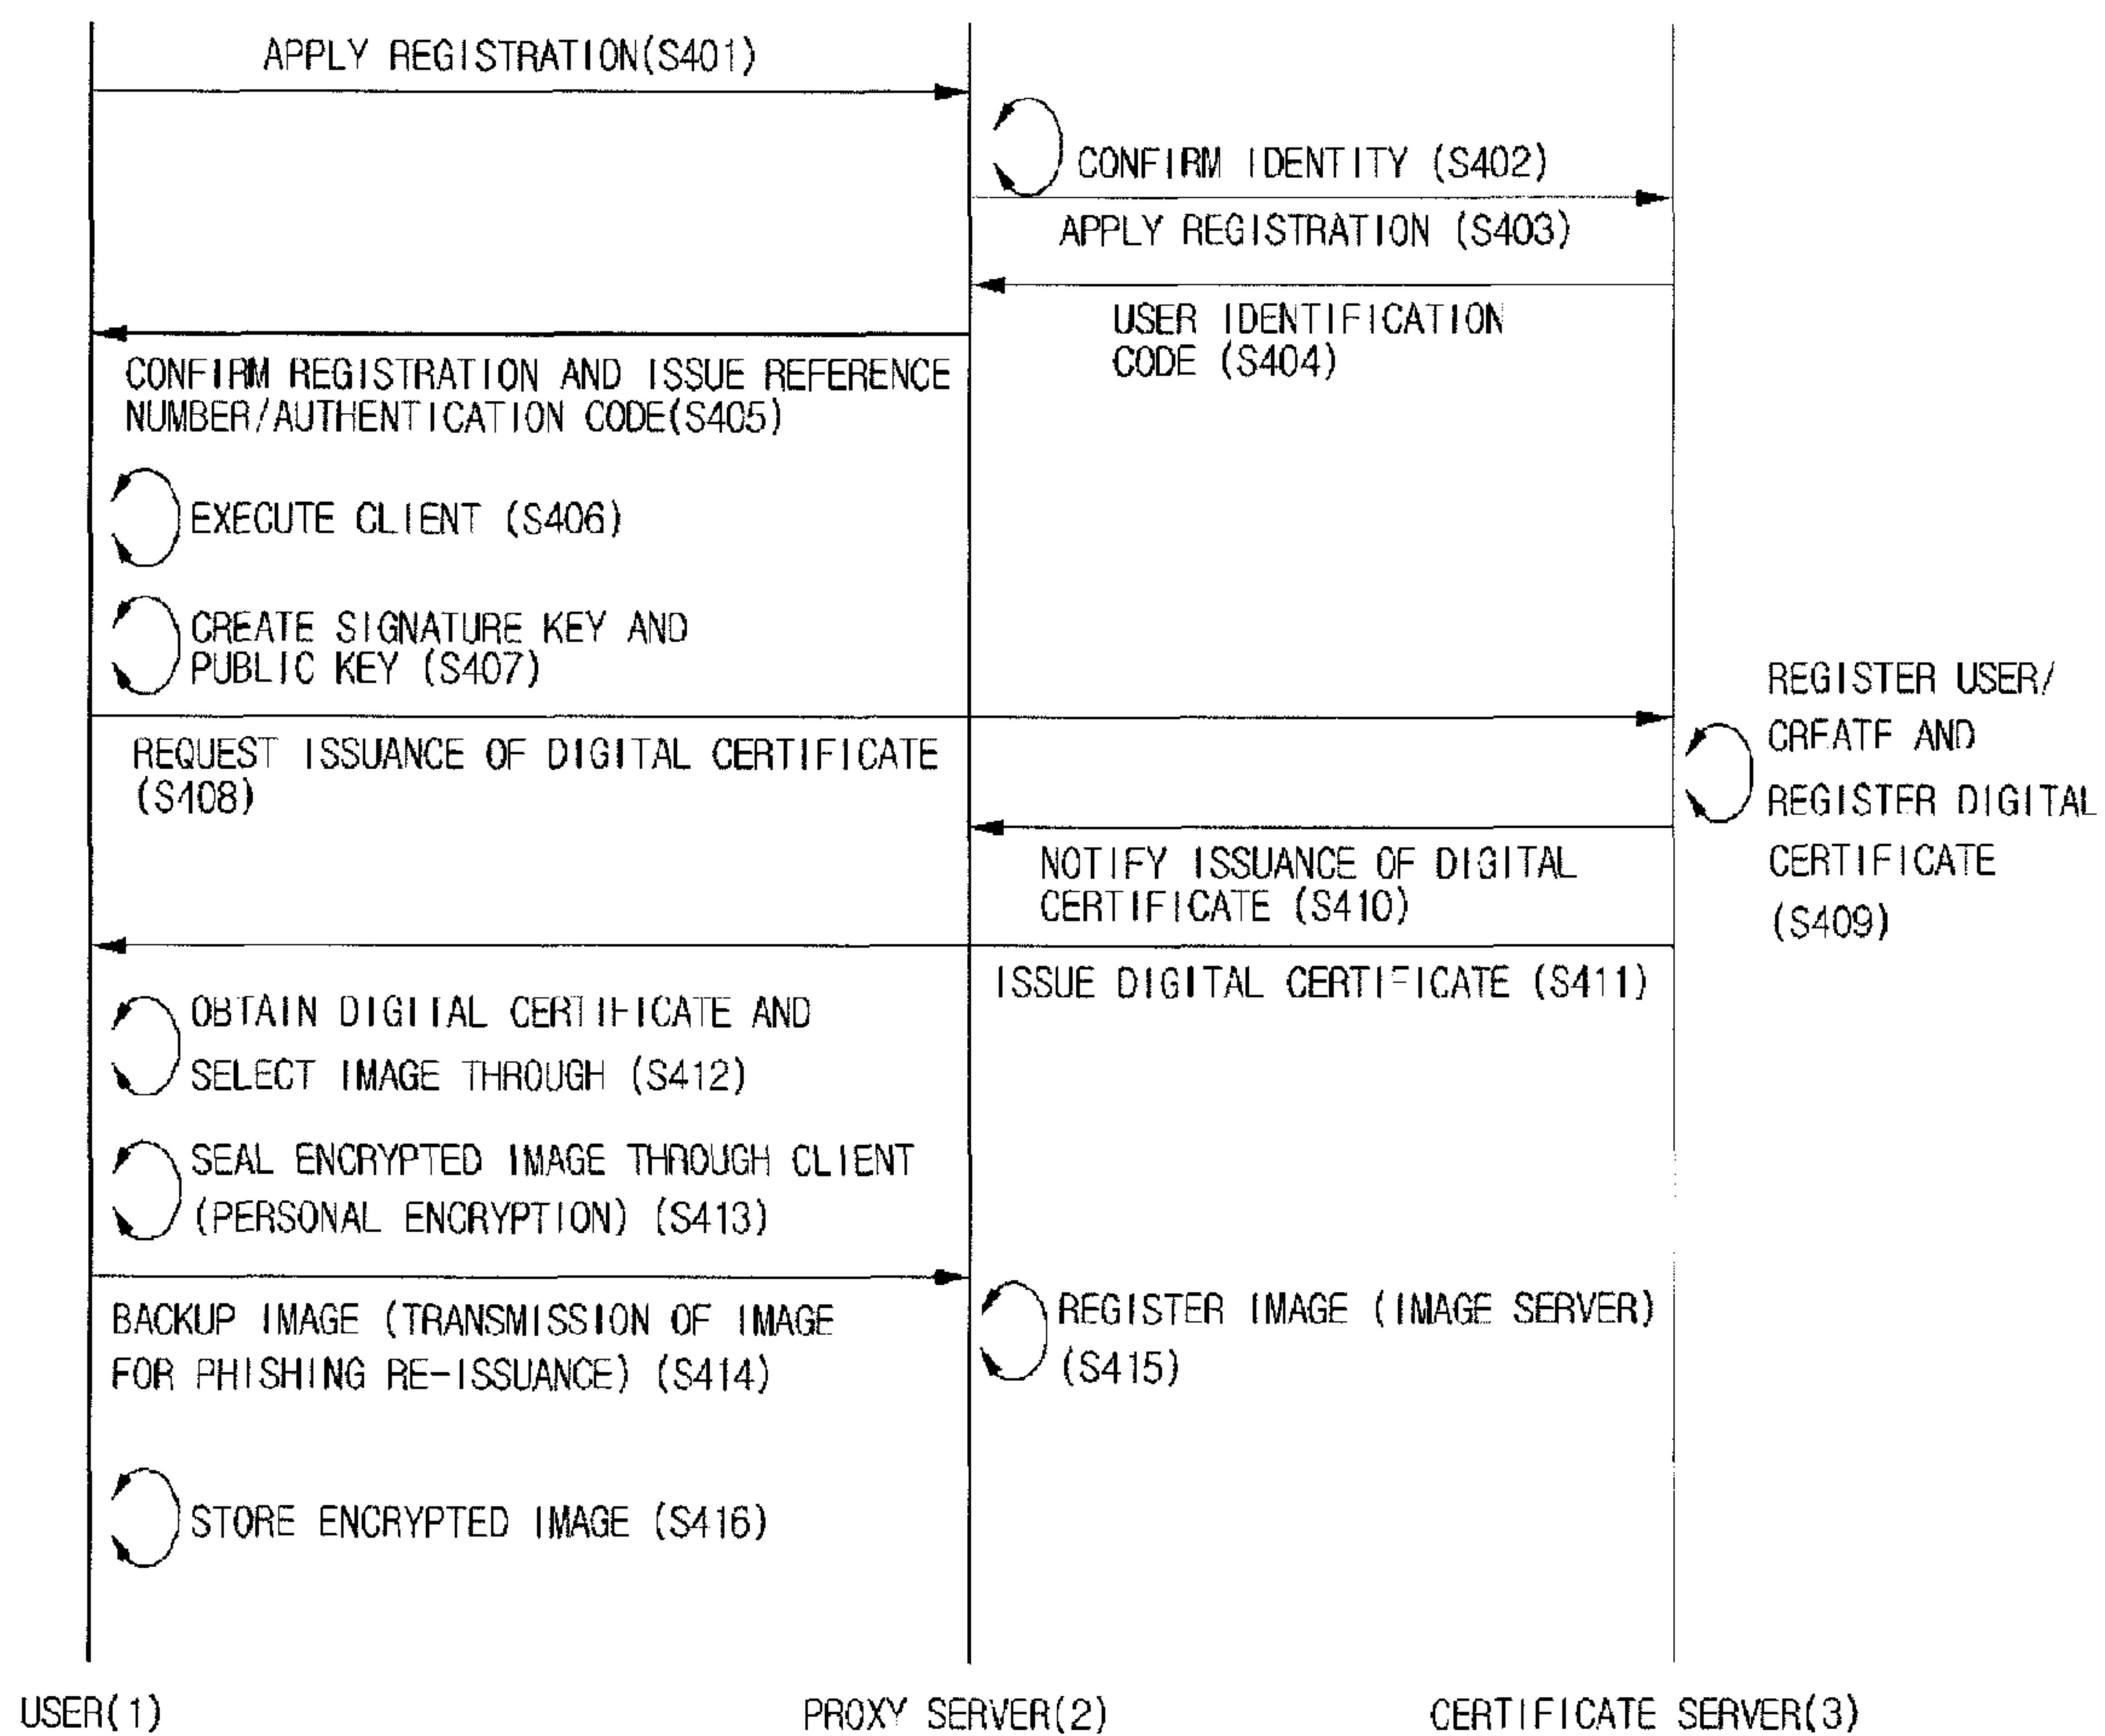 APPLY REGISTRATION(S401)
CONFIRM IDENTITY (S402)
APPLY REGISTRATION (S403)
USER IDENTIFICATION
CODE (S404)
CONFIRM REGISTRATION AND ISSUE REFERENCE
NUMBER/AUTHENTICATION CODE(S405)
EXECUTE CLIENT (S406)
CREATE SIGNATURE KEY AND
PUBLIC KEY (S407)
REQUEST ISSUANCE OF DIGITAL CERTIFICATE
(S408)
REGISTER USER/
CREATE AND
REGISTER DIGITAL
CERTIFICATE
(S409)
NOTIFY ISSUANCE OF DIGITAL
CERTIFICATE (S410)
ISSUE DIGITAL CERTIFICATE (S411)
OBTAIN DIGITAL CERTIFICATE AND
SELECT IMAGE THROUGH (S412)
SEAL ENCRYPTED IMAGE THROUGH CLIENT
(PERSONAL ENCRYPTION) (S413)
BACKUP IMAGE (TRANSMISSION OF IMAGE
FOR PHISHING RE-ISSUANCE) (S414)
REGISTER IMAGE (IMAGE SERVER)
(S415)
STORE ENCRYPTED IMAGE (S416)
USER(1)
PROXY SERVER(2)
CERTIFICATE SERVER(3)